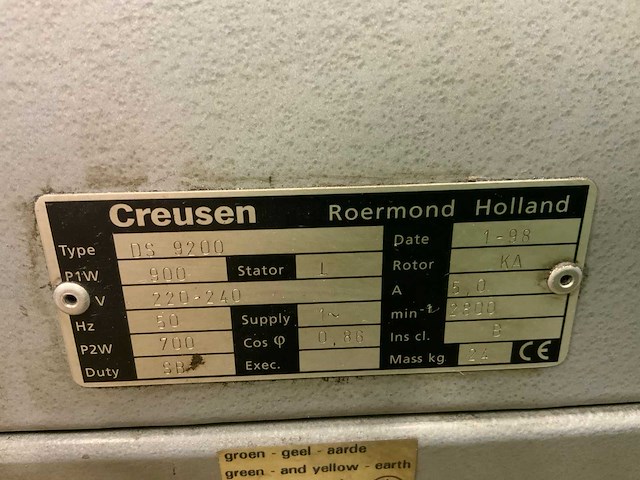 Creusen Roermond Holland
Type DS 9200 Date 1-98
P1W 900 Stator L Rotor KA
V 220-240 A 5,0
Hz 50 Supply 1~ min-1 2800
P2W 700 Cos φ 0,86 Ins cl. B
Duty SB Exec. Mass kg CE
groen - geel - aarde
green - and yellow - earth